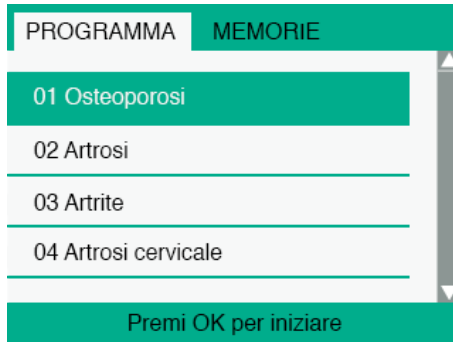 PROGRAMMA MEMORIE
01 Osteoporosi
02 Artrosi
03 Artrite
04 Artrosi cervicale
Premi OK per iniziare